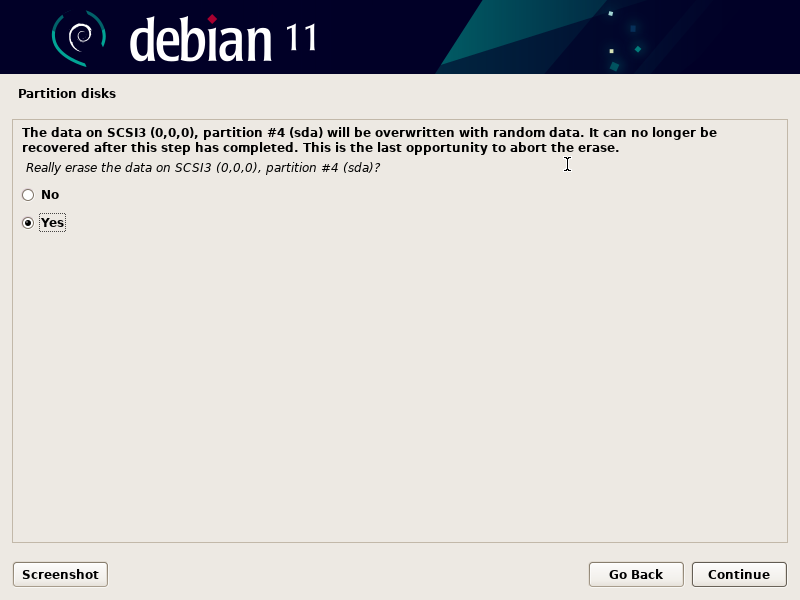 debian 11
Partition disks
The data on SCSI3 (0,0,0), partition #4 (sda) will be overwritten with random data. It can no longer be
recovered after this step has completed. This is the last opportunity to abort the erase.
Really erase the data on SCSI3 (0,0,0), partition #4 (sda)?
No
Yes
Screenshot
Go Back
Continue